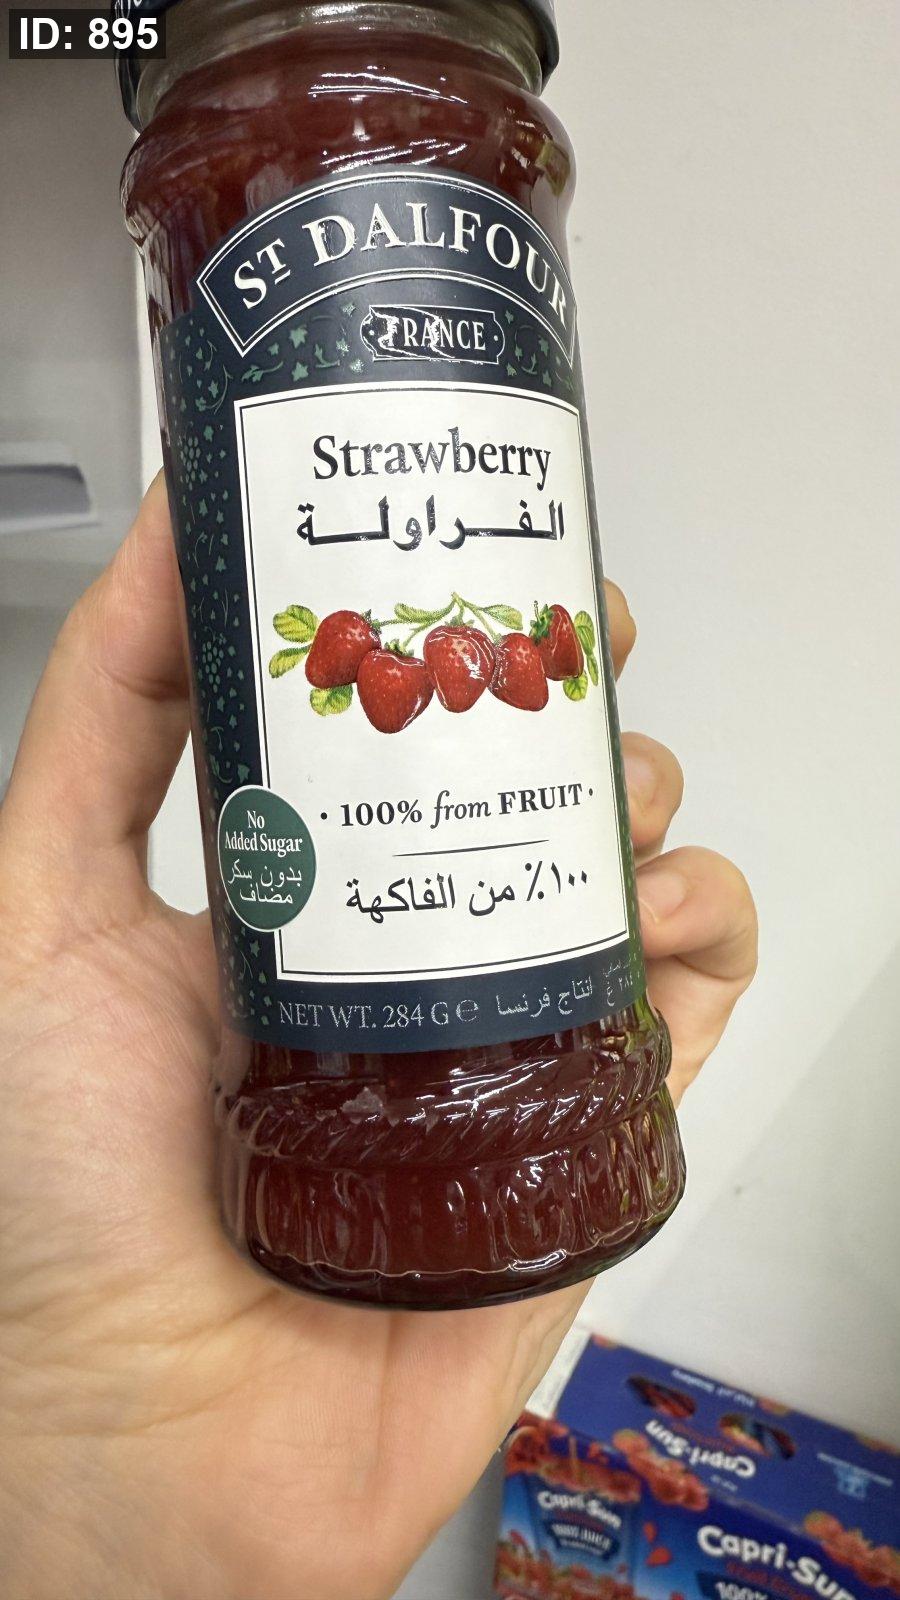 ID: 895
ST DALFOUR
FRANCE
Strawberry
الفراولة
· 100% from FRUIT ·
١٠٠٪ من الفاكهة
No
Added Sugar
بدون سكر
مضاف
NET WT. 284 G ℮ انتاج فرنسا
Capri-Sun
Capri-Sun
Capri-Sun
100%